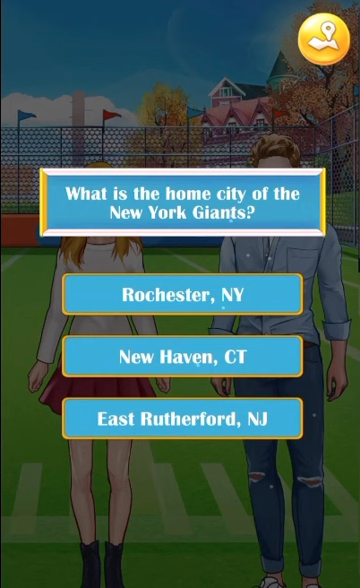 What is the home city of the
New York Giants?
Rochester, NY
New Haven, CT
East Rutherford, NJ